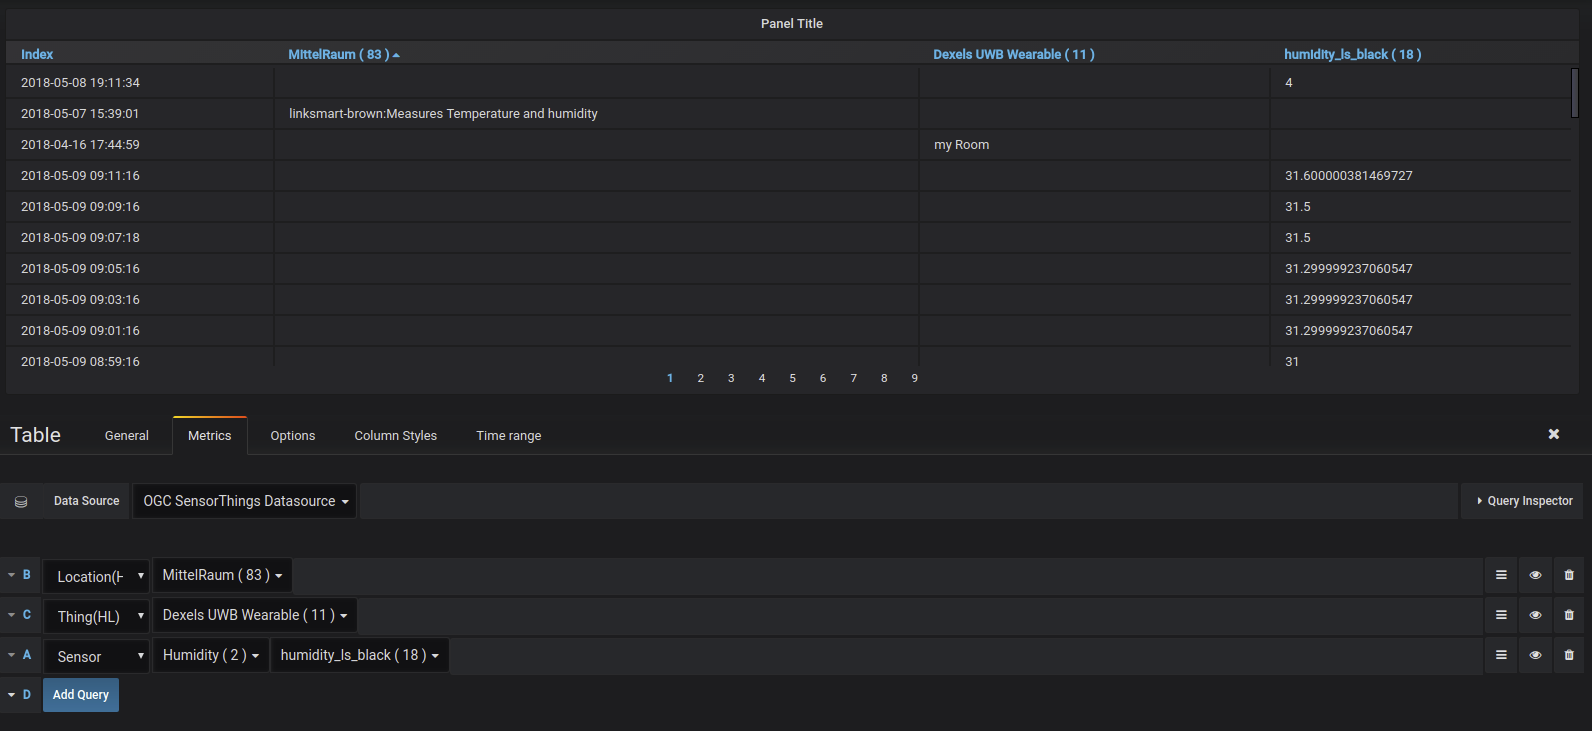 Panel Title
Index MittelRaum ( 83 ) Dexels UWB Wearable ( 11 ) humidity_ls_black ( 18 )
2018-05-08 19:11:34 4
2018-05-07 15:39:01 linksmart-brown:Measures Temperature and humidity
2018-04-16 17:44:59 my Room
2018-05-09 09:11:16 31.600000381469727
2018-05-09 09:09:16 31.5
2018-05-09 09:07:18 31.5
2018-05-09 09:05:16 31.299999237060547
2018-05-09 09:03:16 31.299999237060547
2018-05-09 09:01:16 31.299999237060547
2018-05-09 08:59:16 31
1 2 3 4 5 6 7 8 9
Table General Metrics Options Column Styles Time range
Data Source OGC SensorThings Datasource Query Inspector
B Location(H MittelRaum ( 83 )
C Thing(HL) Dexels UWB Wearable ( 11 )
A Sensor Humidity ( 2 ) humidity_ls_black ( 18 )
D Add Query